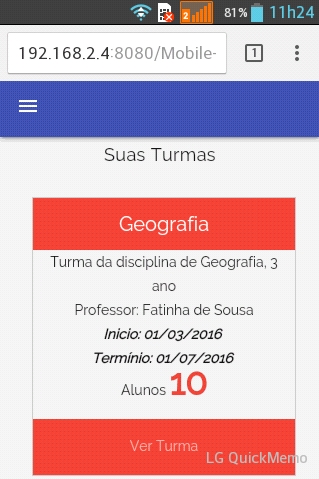 81% 11h24
192.168.2.4:8080/Mobile-
1
Suas Turmas
Geografia
Turma da disciplina de Geografia, 3
ano
Professor: Fatinha de Sousa
Inicio: 01/03/2016
Termínio: 01/07/2016
Alunos 10
Ver Turma
LG QuickMemo